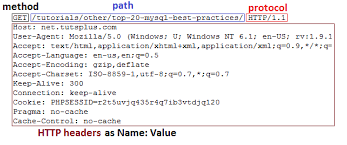 method path protocol
GET /tutorials/other/top-20-mysql-best-practices/ HTTP/1.1
Host: net.tutsplus.com
User-Agent: Mozilla/5.0 (Windows; U; Windows NT 6.1; en-US; rv:1.9.1
Accept: text/html,application/xhtml+xml,application/xml;q=0.9,*/*;q=
Accept-Language: en-us,en;q=0.5
Accept-Encoding: gzip,deflate
Accept-Charset: ISO-8859-1,utf-8;q=0.7,*;q=0.7
Keep-Alive: 300
Connection: keep-alive
Cookie: PHPSESSID=r2t5uvjq435r4q7ib3vtdjq120
Pragma: no-cache
Cache-Control: no-cache
HTTP headers as Name: Value